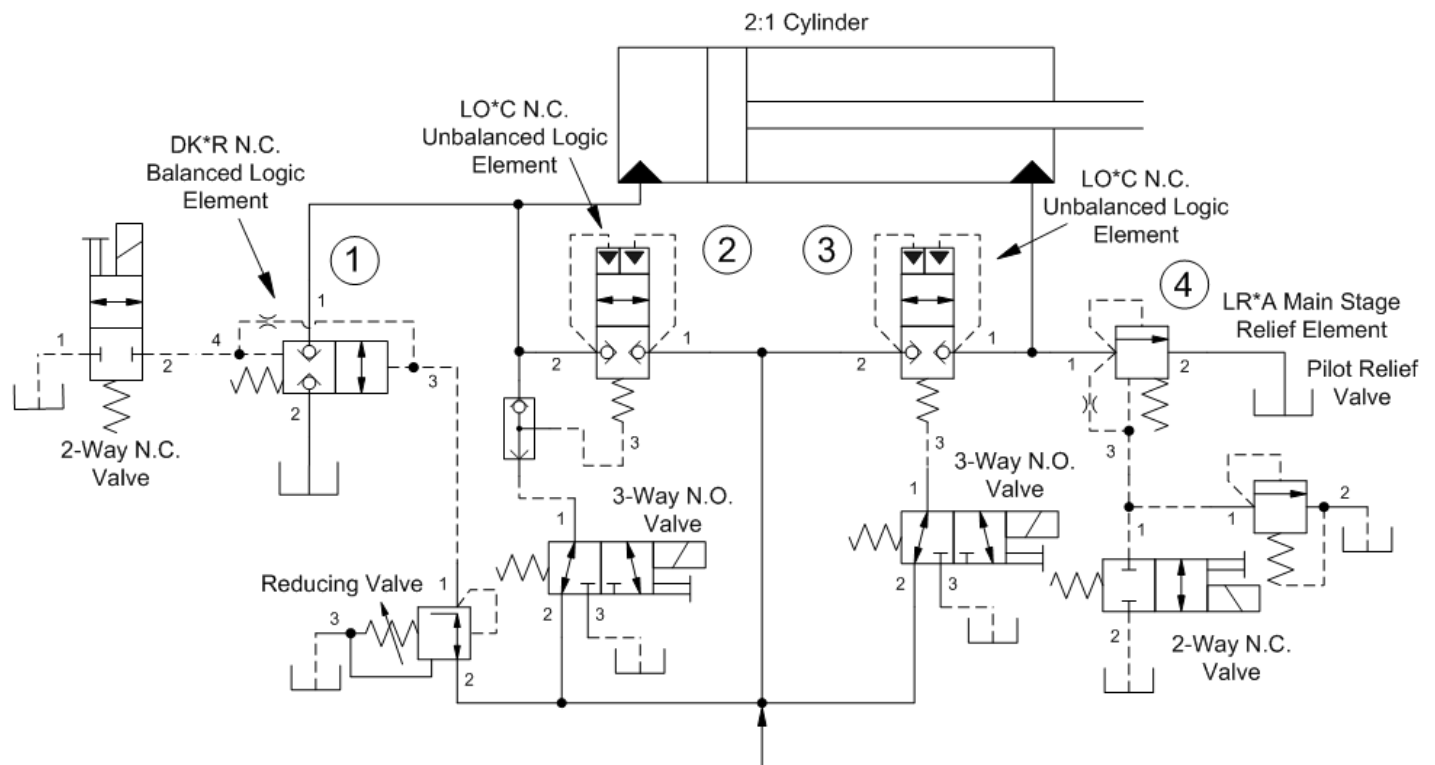 2:1 Cylinder
LO*C N.C.
Unbalanced Logic
Element
DK*R N.C.
Balanced Logic
Element
LO*C N.C.
Unbalanced Logic
Element
1
2
3
4
LR*A Main Stage
Relief Element
Pilot Relief
Valve
1
1
2
4
3
2
2-Way N.C.
Valve
2
1
3
2
1
3
1
2
3
3-Way N.O.
Valve
1
2
3
3-Way N.O.
Valve
1
2
3
1
2
1
2
2-Way N.C.
Valve
Reducing Valve
1
3
2